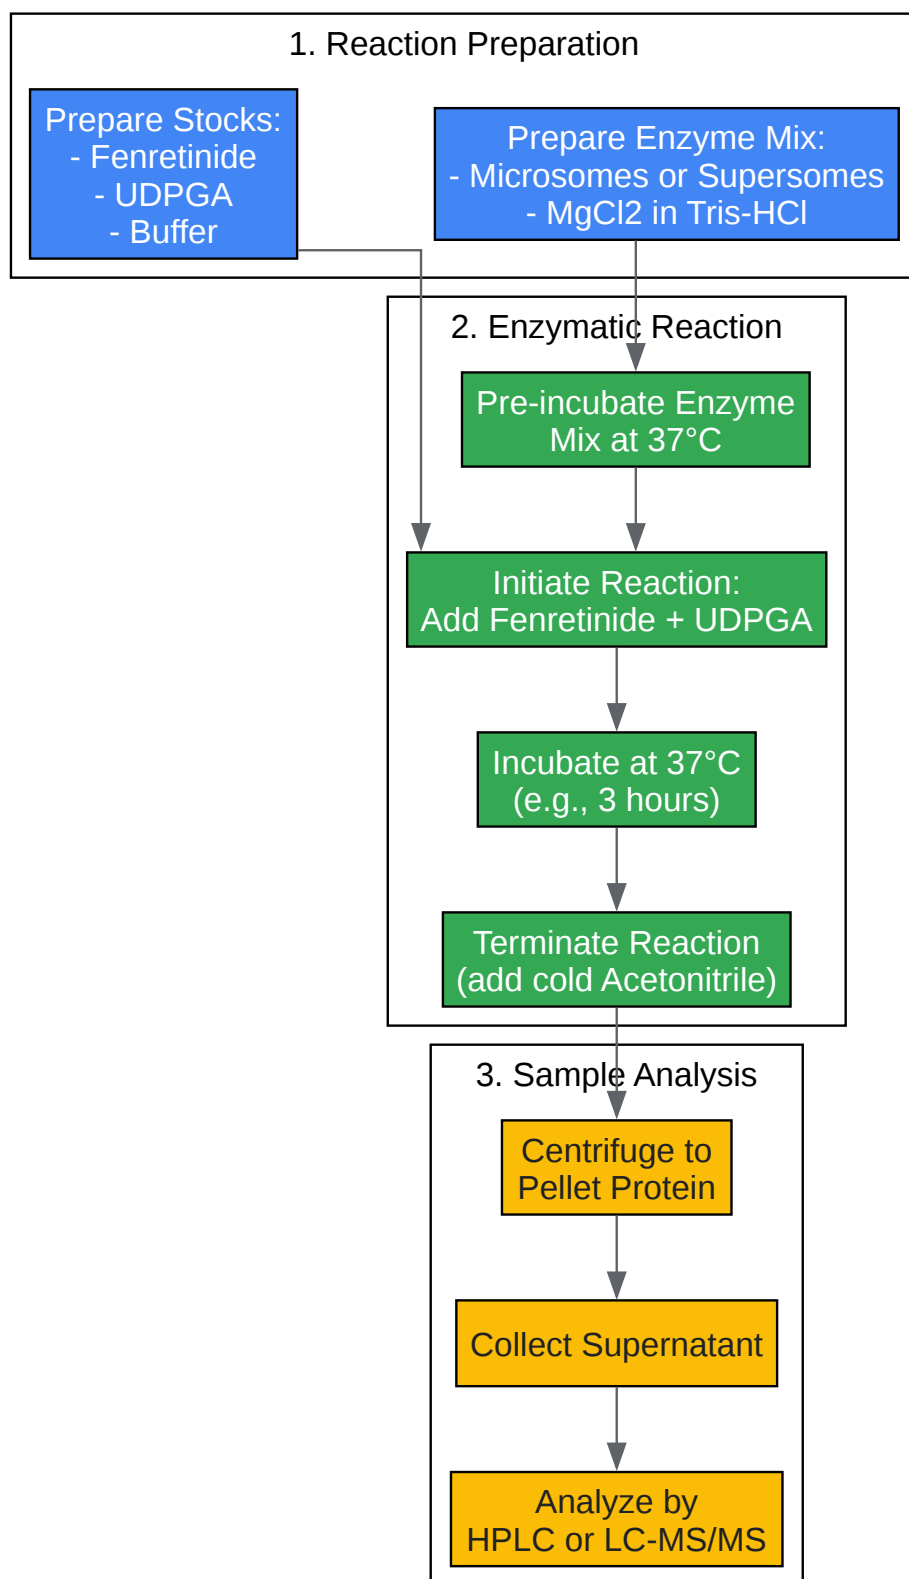 1. Reaction Preparation
Prepare Stocks:
- Fenretinide
- UDPGA
- Buffer
Prepare Enzyme Mix:
- Microsomes or Supersomes
- MgCl2 in Tris-HCl
2. Enzymatic Reaction
Pre-incubate Enzyme
Mix at 37°C
Initiate Reaction:
Add Fenretinide + UDPGA
Incubate at 37°C
(e.g., 3 hours)
Terminate Reaction
(add cold Acetonitrile)
3. Sample Analysis
Centrifuge to
Pellet Protein
Collect Supernatant
Analyze by
HPLC or LC-MS/MS